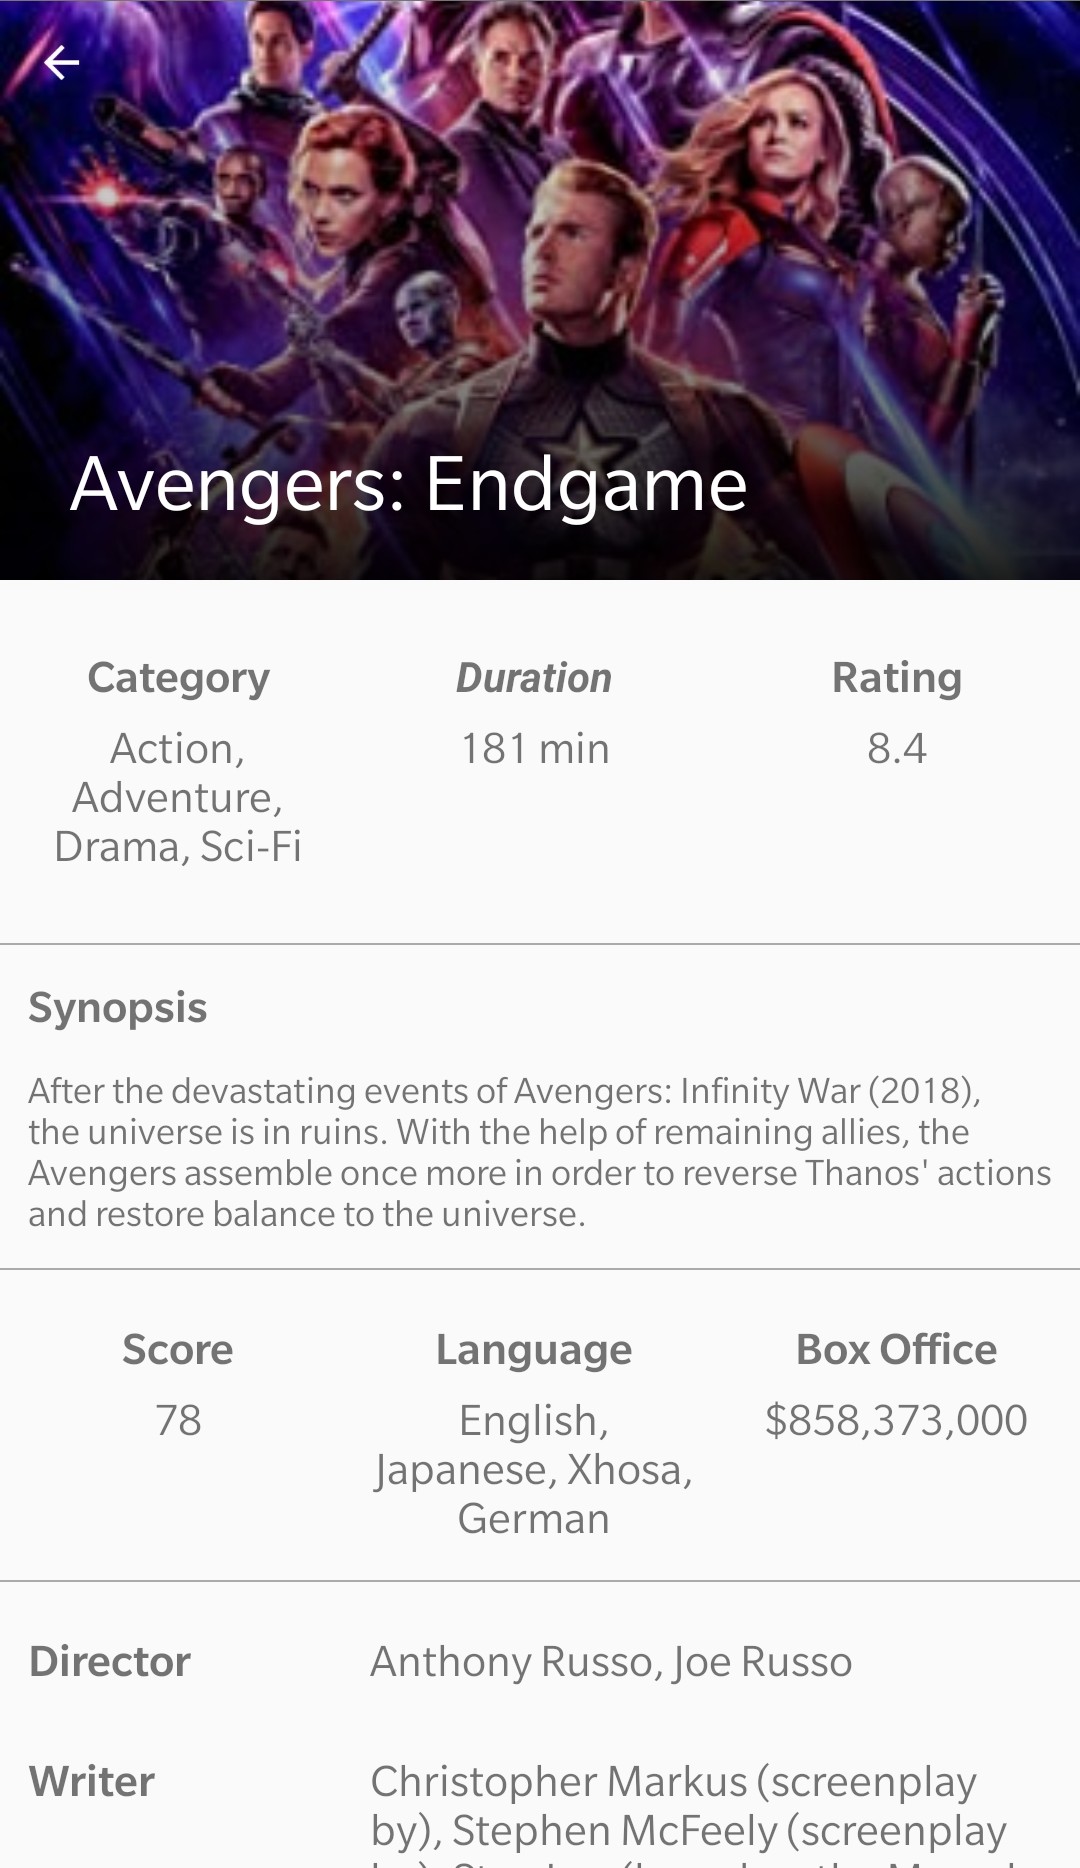 Avengers: Endgame
Category
Duration
Rating
Action,
Adventure,
Drama, Sci-Fi
181 min
8.4
Synopsis
After the devastating events of Avengers: Infinity War (2018),
the universe is in ruins. With the help of remaining allies, the
Avengers assemble once more in order to reverse Thanos' actions
and restore balance to the universe.
Score
Language
Box Office
78
English,
Japanese, Xhosa,
German
$858,373,000
Director
Anthony Russo, Joe Russo
Writer
Christopher Markus (screenplay
by), Stephen McFeely (screenplay